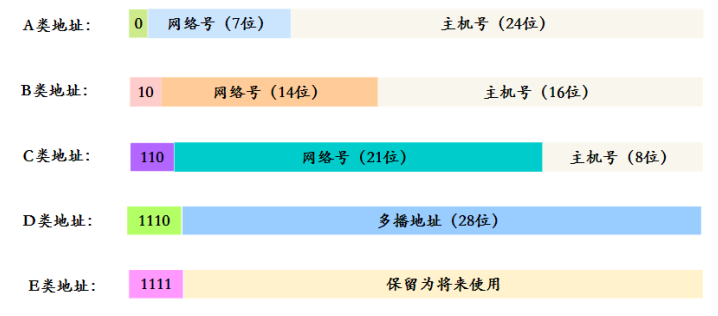 A类地址: 0 网络号（7位） 主机号（24位）
B类地址: 10 网络号（14位） 主机号（16位）
C类地址: 110 网络号（21位） 主机号（8位）
D类地址: 1110 多播地址（28位）
E类地址: 1111 保留为将来使用